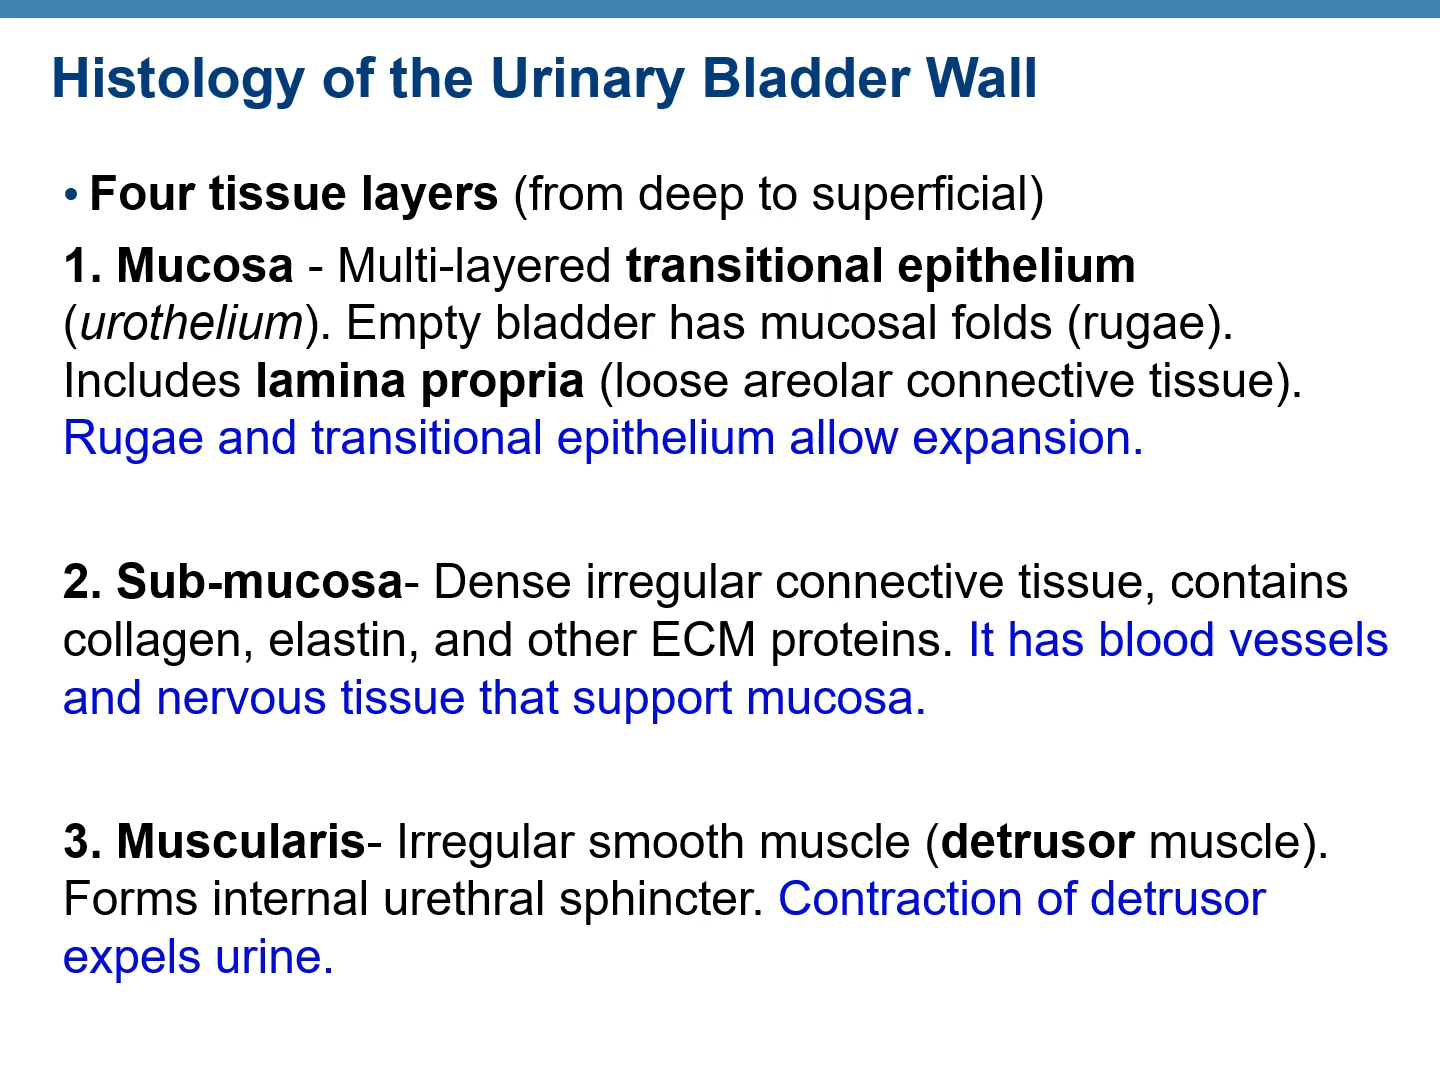 Histology of the Urinary Bladder Wall
• Four tissue layers (from deep to superficial)
1. Mucosa - Multi-layered transitional epithelium
(urothelium). Empty bladder has mucosal folds (rugae).
Includes lamina propria (loose areolar connective tissue).
Rugae and transitional epithelium allow expansion.
2. Sub-mucosa- Dense irregular connective tissue, contains
collagen, elastin, and other ECM proteins. It has blood vessels
and nervous tissue that support mucosa.
3. Muscularis- Irregular smooth muscle (detrusor muscle).
Forms internal urethral sphincter. Contraction of detrusor
expels urine.